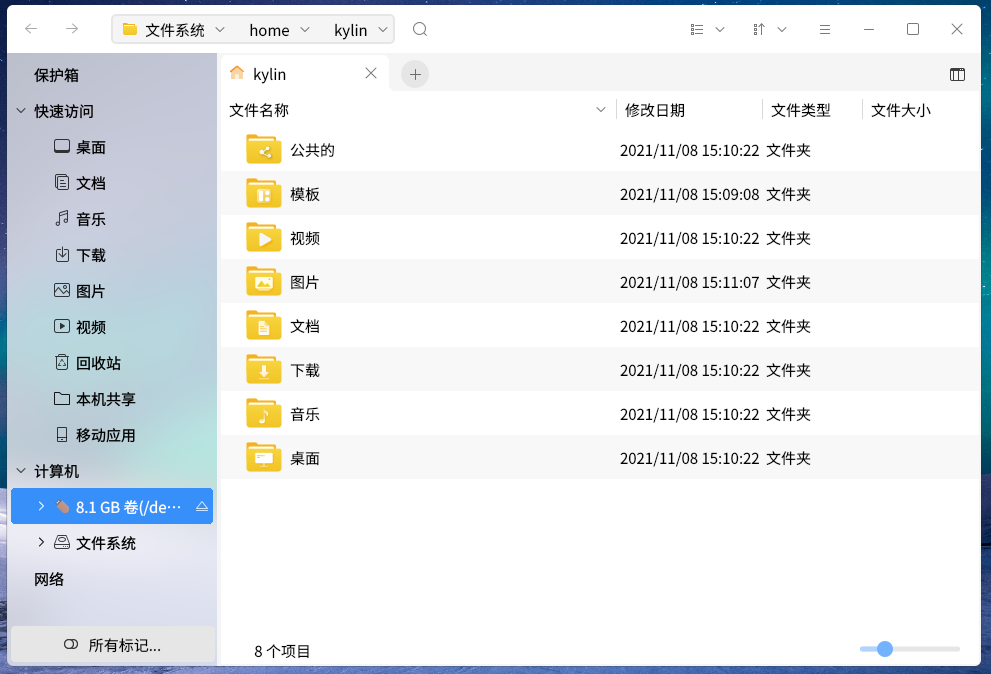 文件系统 home kylin
保护箱
快速访问
桌面
文档
音乐
下载
图片
视频
回收站
本机共享
移动应用
计算机
8.1 GB 卷(/de···
文件系统
网络
所有标记...
kylin
文件名称 修改日期 文件类型 文件大小
公共的 2021/11/08 15:10:22 文件夹
模板 2021/11/08 15:09:08 文件夹
视频 2021/11/08 15:10:22 文件夹
图片 2021/11/08 15:11:07 文件夹
文档 2021/11/08 15:10:22 文件夹
下载 2021/11/08 15:10:22 文件夹
音乐 2021/11/08 15:10:22 文件夹
桌面 2021/11/08 15:10:22 文件夹
8 个项目